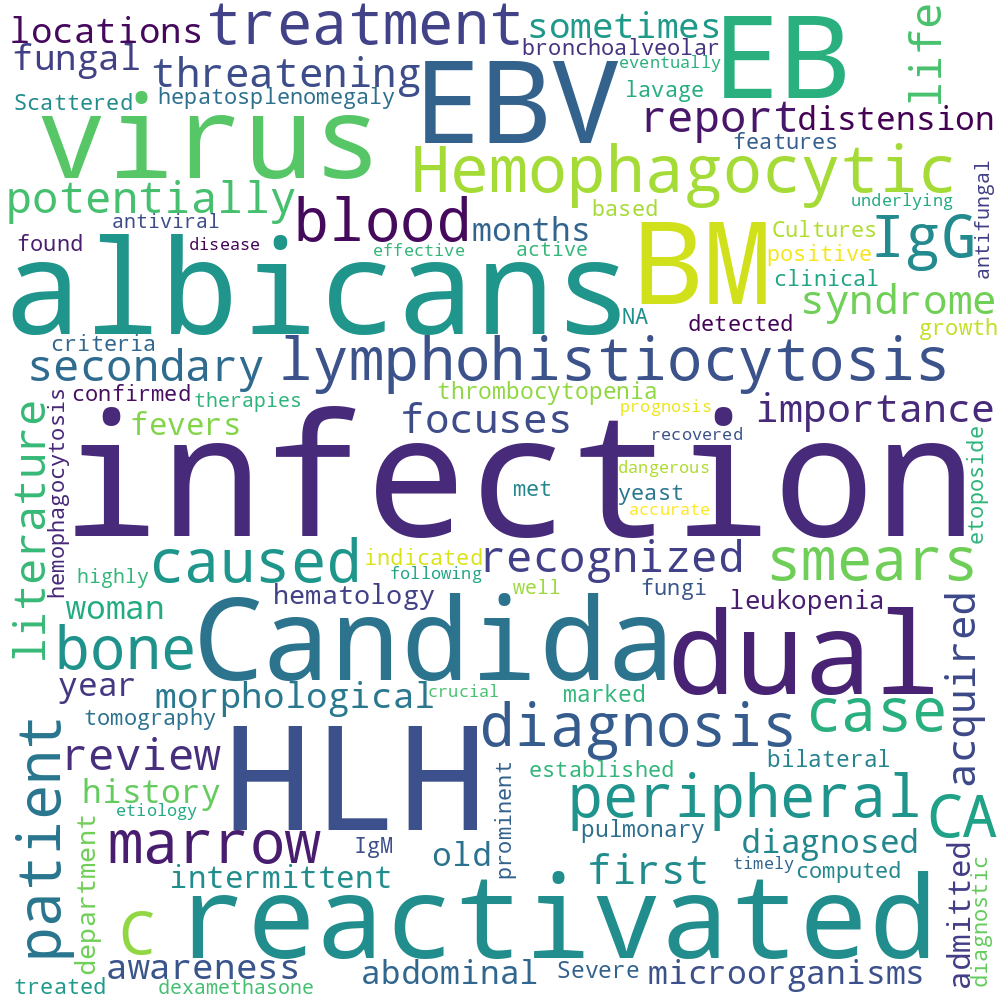 locations treatment sometimes EB life
fungal threatening bronchoalveolar EBV eventually
Scattered hepatosplenomegaly lavage
virus report distension
features
Hemophagocytic
potentially blood based underlying
antiviral months Cultures IgG antifungal
found disease effective active BM positive
albicans clinical
NA syndrome
detected growth
criteria
secondary lymphohistiocytosis
confirmed therapies thrombocytopenia
literature hemophagocytosis fevers focuses prognosis importance
infection recovered etoposide
dangerous
met yeast
accurate
caused indicated recognized smears
highly following well fungi
hematology leukopenia
woman Candida dual acquired
bone
year morphological crucial marked case
tomography
patient review HLH diagnosis bilateral
established
history peripheral
etiology prominent CA
marrow IgM pulmonary diagnosed
department old
intermittent first timely computed
C reactivated admitted diagnostic
awareness abdominal Severe microorganisms
treated dexamethasone